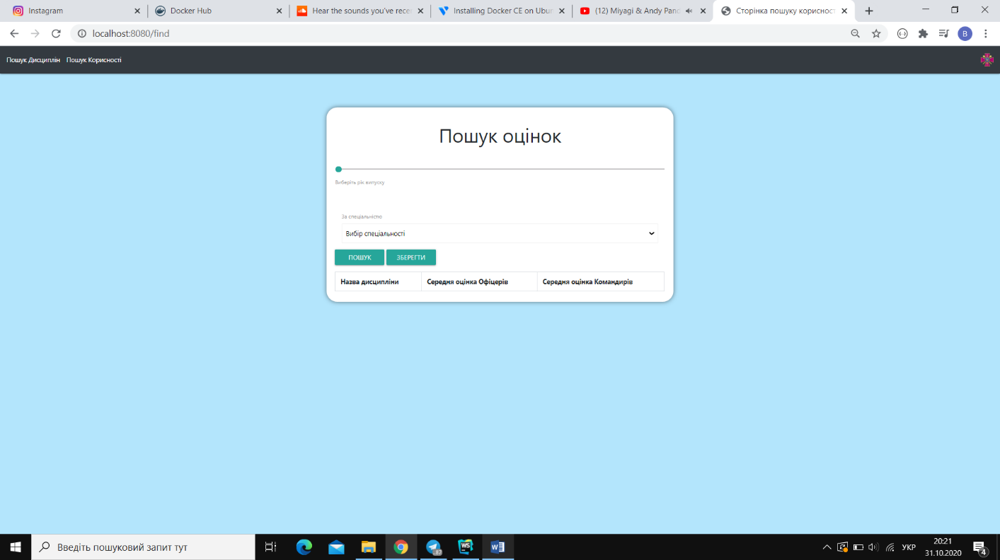 Instagram
Docker Hub
Hear the sounds you've rece
Installing Docker CE on Ubun
(12) Miyagi & Andy Pand
Сторінка пошуку корисност
localhost:8080/find
B
Пошук Дисциплін Пошук Корисності
Пошук оцінок
Виберіть рік випуску
За спеціальністю
Вибір спеціальності
ПОШУК ЗБЕРЕГТИ
Назва дисципліни Середня оцінка Офіцерів Середня оцінка Командирів
Введіть пошуковий запит тут
87
WS
W
УКР
20:21
31.10.2020
4